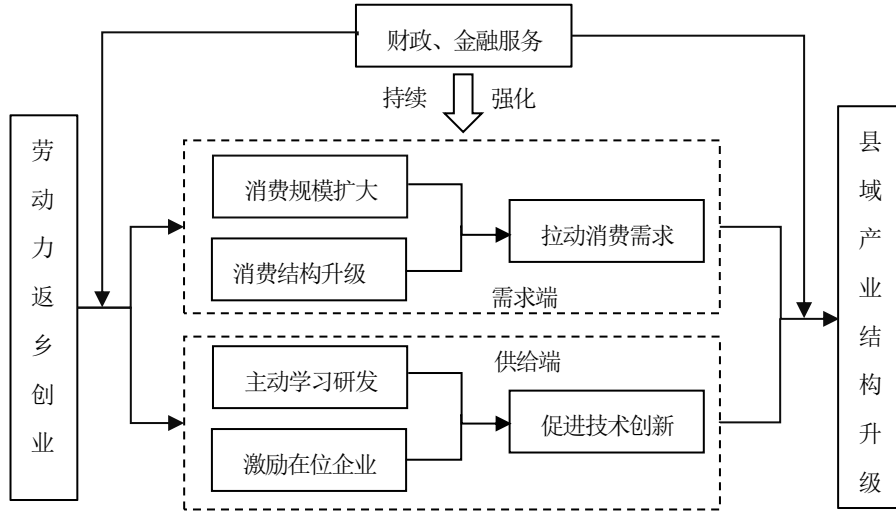 财政、金融服务
持续 强化
劳动力返乡创业
消费规模扩大
消费结构升级
拉动消费需求
需求端
供给端
主动学习研发
激励在位企业
促进技术创新
县域产业结构升级